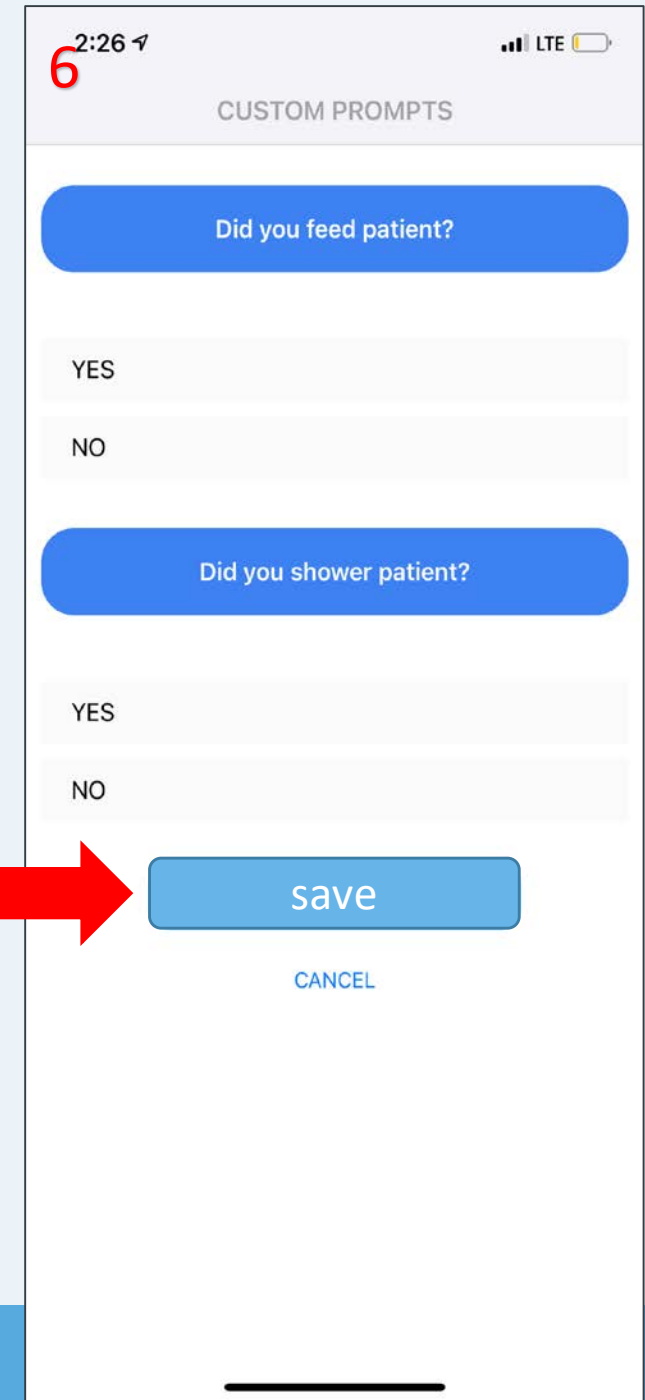 6
2:26
LTE
CUSTOM PROMPTS
Did you feed patient?
YES
NO
Did you shower patient?
YES
NO
save
CANCEL